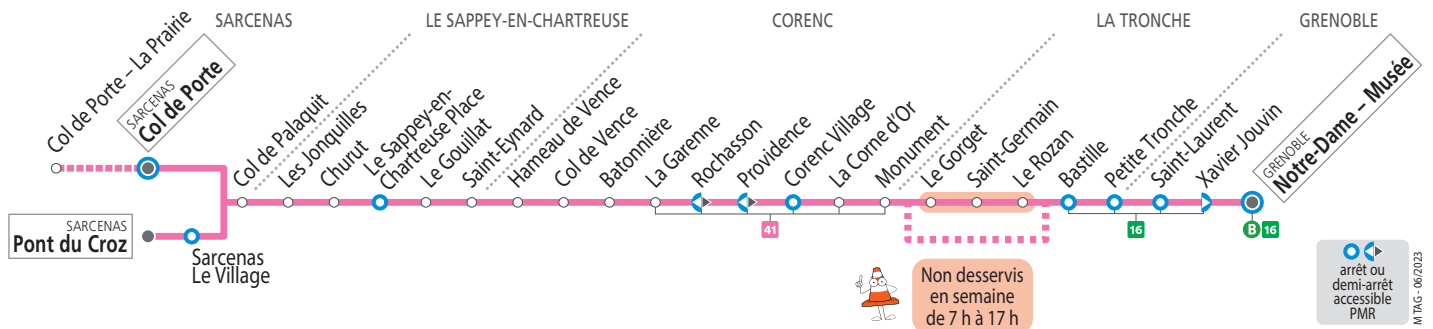 SARCENAS
LE SAPPEY-EN-CHARTREUSE
CORENC
LA TRONCHE
GRENOBLE
Col de Porte – La Prairie
SARCENAS
Col de Porte
SARCENAS
Pont du Croz
Sarcenas
Le Village
Col de Palaquit
Les Jonquilles
Churut
Le Sappey-en-
Chartreuse Place
Le Gouillat
Saint-Eynard
Hameau de Vence
Col de Vence
Batonnière
La Garenne
Rochasson
Providence
Corenc Village
La Corne d'Or
Monument
Le Gorget
Saint-Germain
Le Rozan
Bastille
Petite Tronche
Saint-Laurent
Xavier Jouvin
GRENOBLE
Notre-Dame – Musée
41
16
B 16
Non desservis
en semaine
de 7 h à 17 h
arrêt ou
demi-arrêt
accessible
PMR
M TAG - 06/2023